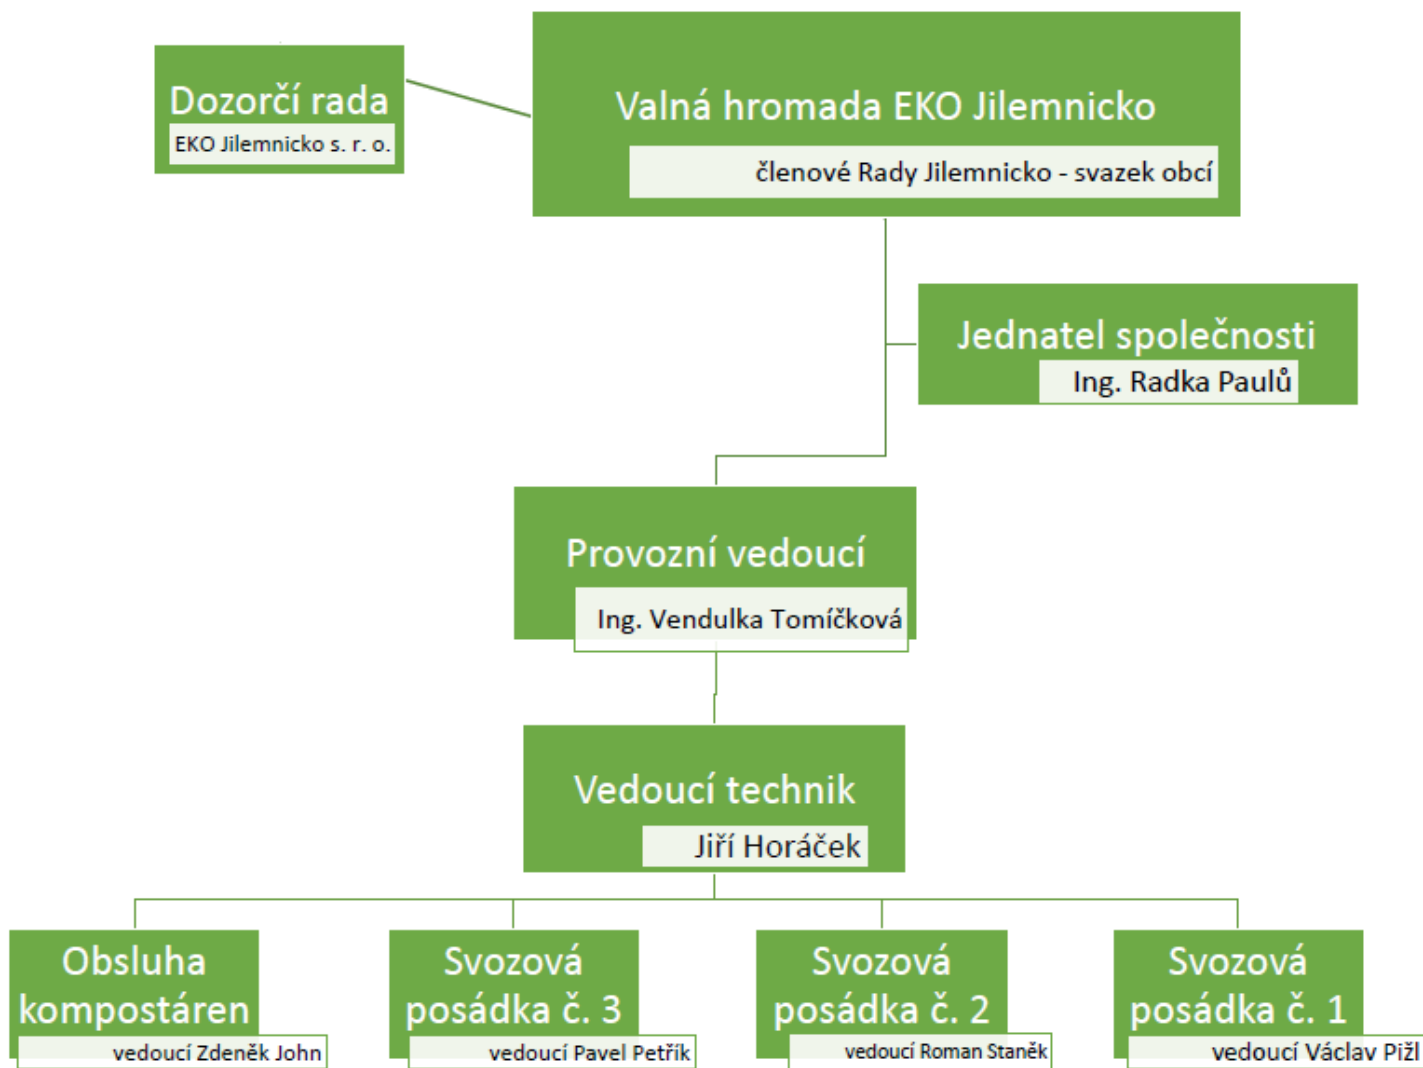 Dozorčí rada
EKO Jilemnicko s. r. o.
Valná hromada EKO Jilemnicko
členové Rady Jilemnicko - svazek obcí
Jednatel společnosti
Ing. Radka Paulů
Provozní vedoucí
Ing. Vendulka Tomíčková
Vedoucí technik
Jiří Horáček
Obsluha
kompostáren
vedoucí Zdeněk John
Svozová
posádka č. 3
vedoucí Pavel Petřík
Svozová
posádka č. 2
vedoucí Roman Staněk
Svozová
posádka č. 1
vedoucí Václav Pižl